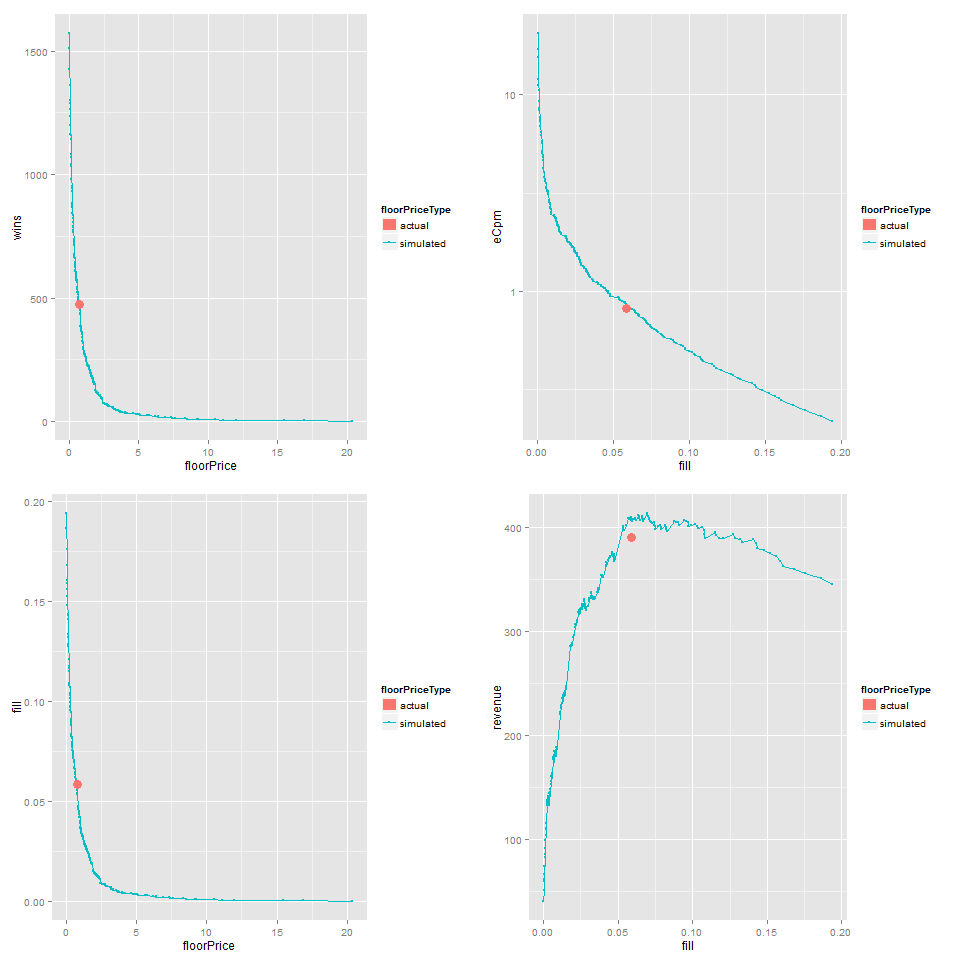 1500
1000
500
0
wins
0 5 10 15 20
floorPrice
floorPriceType
actual
simulated
10
1
eCpm
0.00 0.05 0.10 0.15 0.20
fill
floorPriceType
actual
simulated
0.20
0.15
0.10
0.05
0.00
fill
0 5 10 15 20
floorPrice
floorPriceType
actual
simulated
400
300
200
100
revenue
0.00 0.05 0.10 0.15 0.20
fill
floorPriceType
actual
simulated